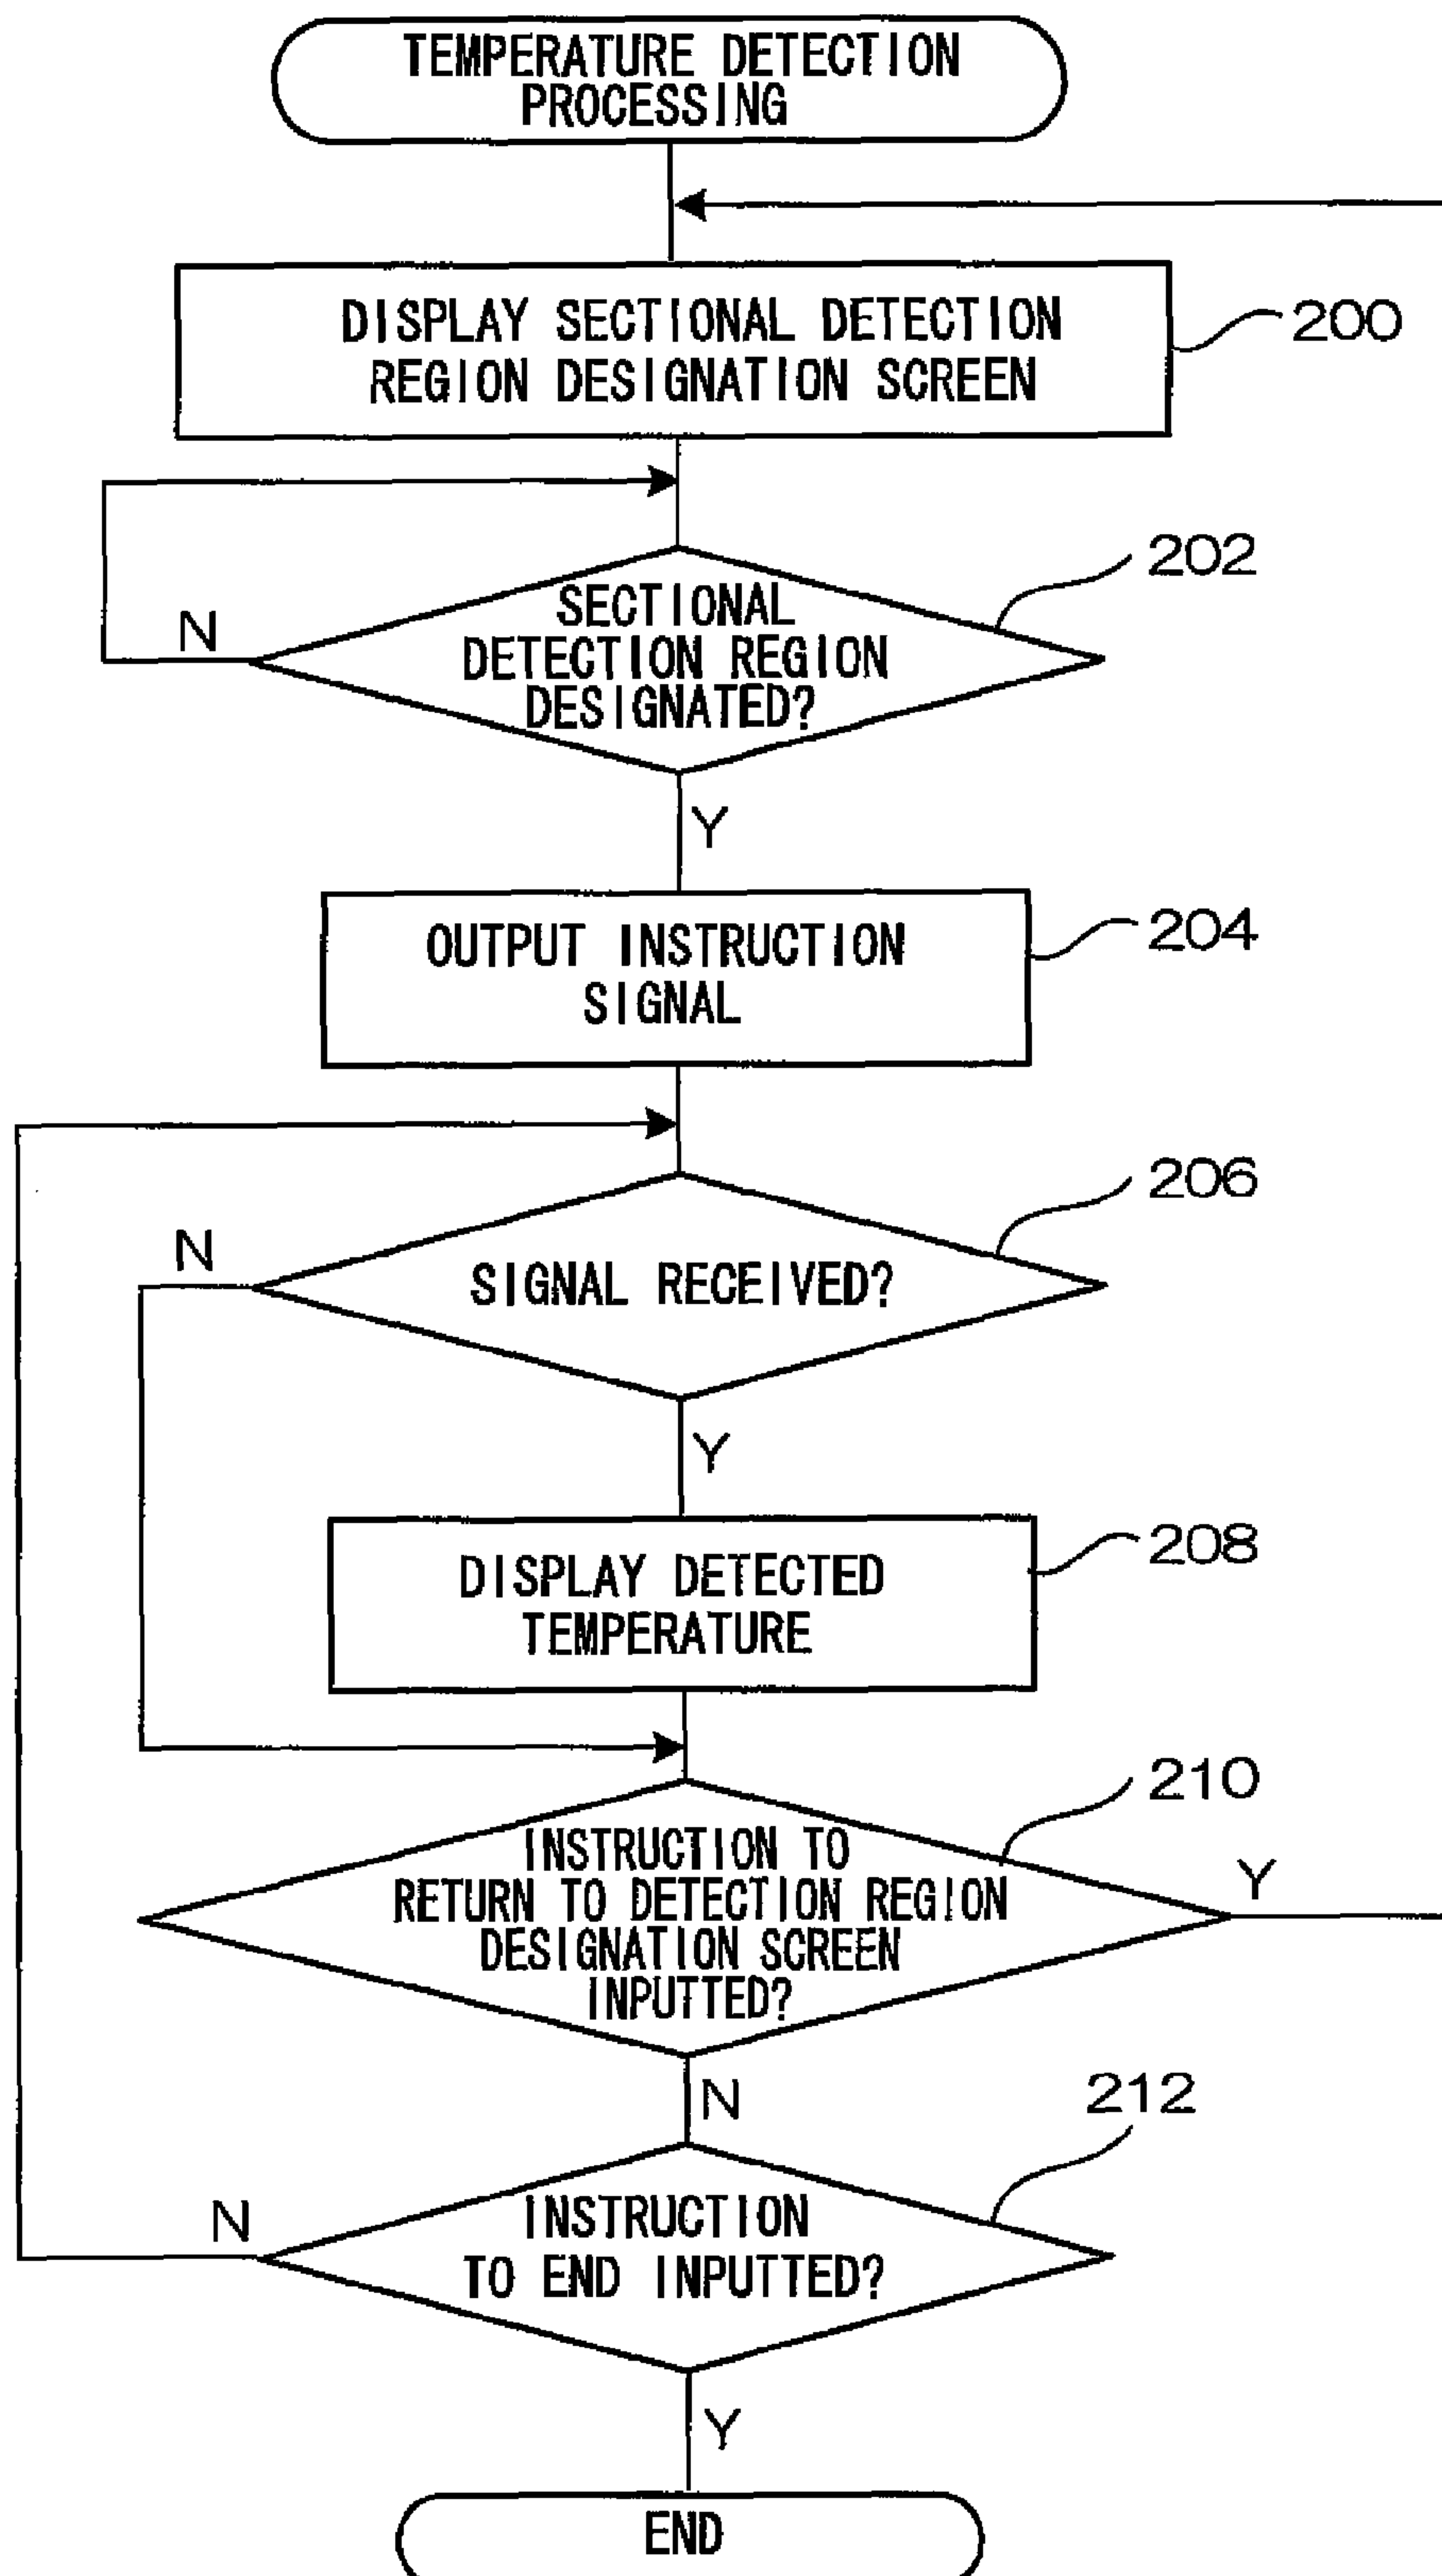 TEMPERATURE DETECTION
PROCESSING
DISPLAY SECTIONAL DETECTION
REGION DESIGNATION SCREEN
200
202
SECTIONAL
DETECTION REGION
DESIGNATED?
N
Y
OUTPUT INSTRUCTION
SIGNAL
204
206
N
SIGNAL RECEIVED?
Y
DISPLAY DETECTED
TEMPERATURE
208
210
INSTRUCTION TO
RETURN TO DETECTION REGION
DESIGNATION SCREEN
INPUTTED?
Y
N
212
N
INSTRUCTION
TO END INPUTTED?
Y
END